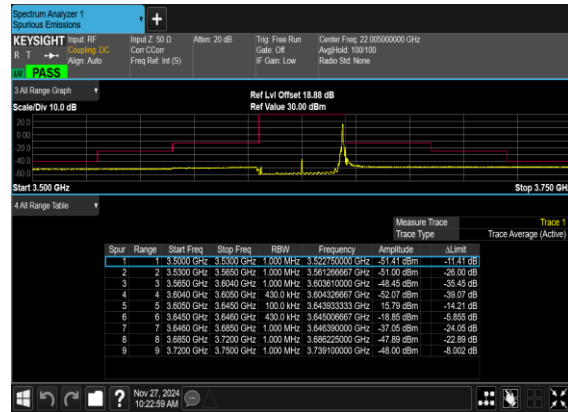 Spectrum Analyzer 1
Spurious Emissions
KEYSIGHT Input: RF Input Z: 50 Ω Atten: 20 dB Trig: Free Run Center Freq: 22.005000000 GHz
R T Coupling: DC Corr CCorr Gate: Off Avg|Hold: 100/100
Align: Auto Freq Ref: Int (S) IF Gain: Low Radio Std: None
PASS
3 All Range Graph Ref Lvl Offset 18.88 dB
Scale/Div 10.0 dB Ref Value 30.00 dBm
20.0
0.00
-20.0
-40.0
-60.0
Start 3.500 GHz Stop 3.750 GHz
4 All Range Table
Measure Trace Trace 1
Trace Type Trace Average (Active)
Spur Range Start Freq Stop Freq RBW Frequency Amplitude ΔLimit
1 1 3.5000 GHz 3.5300 GHz 1.000 MHz 3.522750000 GHz -51.41 dBm -11.41 dB
2 2 3.5300 GHz 3.5650 GHz 1.000 MHz 3.561266667 GHz -51.00 dBm -26.00 dB
3 3 3.5650 GHz 3.6040 GHz 1.000 MHz 3.603610000 GHz -48.45 dBm -35.45 dB
4 4 3.6040 GHz 3.6050 GHz 430.0 kHz 3.604326667 GHz -52.07 dBm -39.07 dB
5 5 3.6050 GHz 3.6450 GHz 100.0 kHz 3.643933333 GHz 15.79 dBm -14.21 dB
6 6 3.6450 GHz 3.6460 GHz 430.0 kHz 3.645006667 GHz -18.85 dBm -5.855 dB
7 7 3.6460 GHz 3.6850 GHz 1.000 MHz 3.646390000 GHz -37.05 dBm -24.05 dB
8 8 3.6850 GHz 3.7200 GHz 1.000 MHz 3.686225000 GHz -47.89 dBm -22.89 dB
9 9 3.7200 GHz 3.7500 GHz 1.000 MHz 3.739100000 GHz -48.00 dBm -8.002 dB
Nov 27, 2024
10:22:59 AM